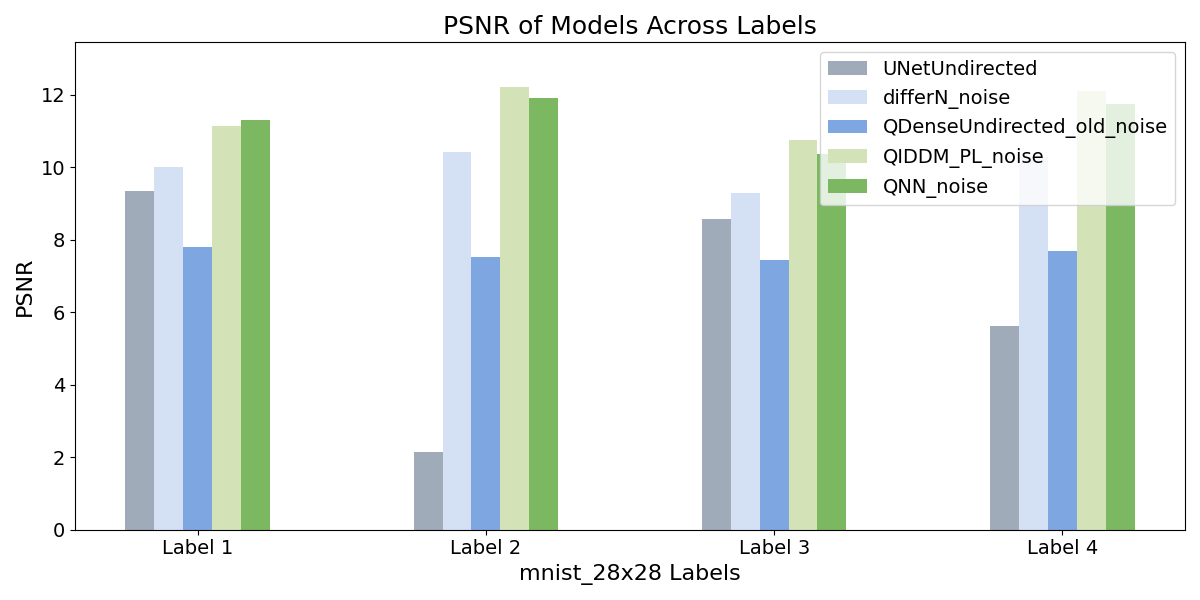 PSNR of Models Across Labels
UNetUndirected
differN_noise
QDenseUndirected_old_noise
QIDDM_PL_noise
QNN_noise
PSNR
12
10
8
6
4
2
0
Label 1
Label 2
Label 3
Label 4
mnist_28x28 Labels